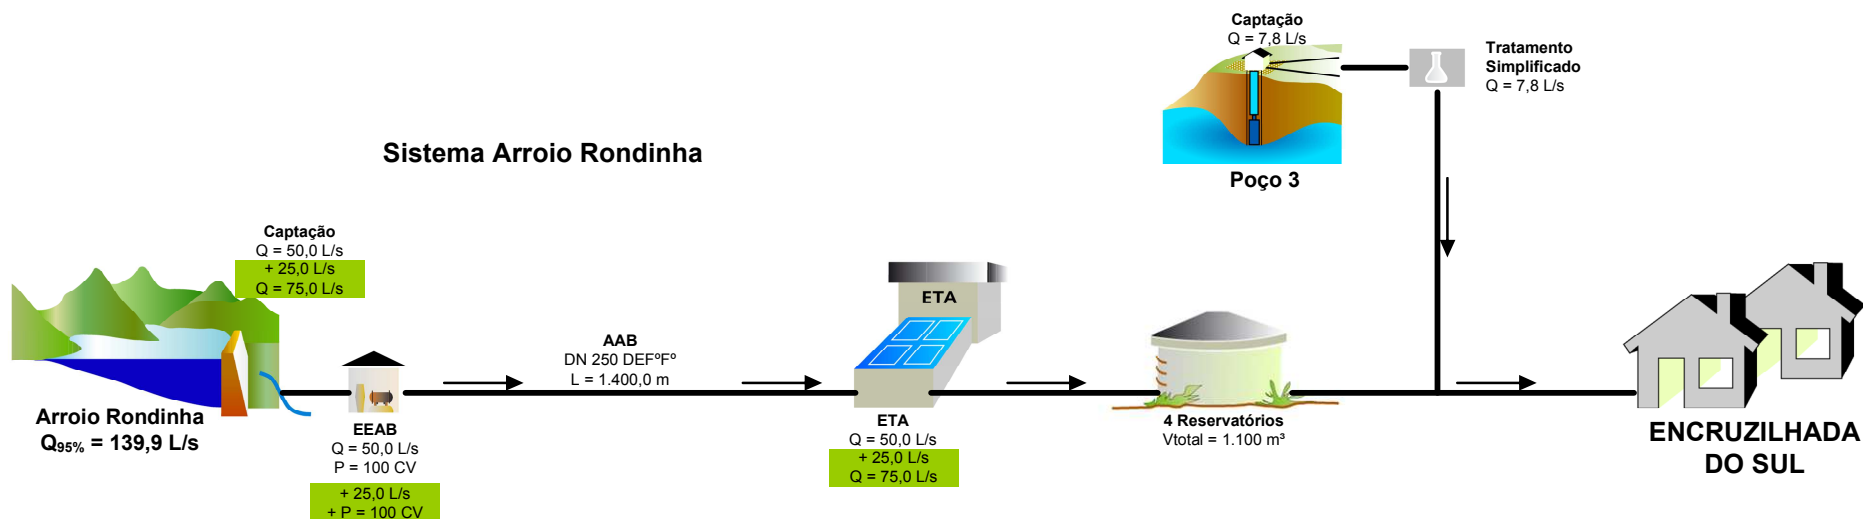 Captação
Q = 7,8 L/s
Tratamento
Simplificado
Q = 7,8 L/s
Poço 3
Sistema Arroio Rondinha
Captação
Q = 50,0 L/s
+ 25,0 L/s
Q = 75,0 L/s
Arroio Rondinha
Q95% = 139,9 L/s
EEAB
Q = 50,0 L/s
P = 100 CV
+ 25,0 L/s
+ P = 100 CV
AAB
DN 250 DEFºFº
L = 1.400,0 m
ETA
ETA
Q = 50,0 L/s
+ 25,0 L/s
Q = 75,0 L/s
4 Reservatórios
Vtotal = 1.100 m³
ENCRUZILHADA
DO SUL